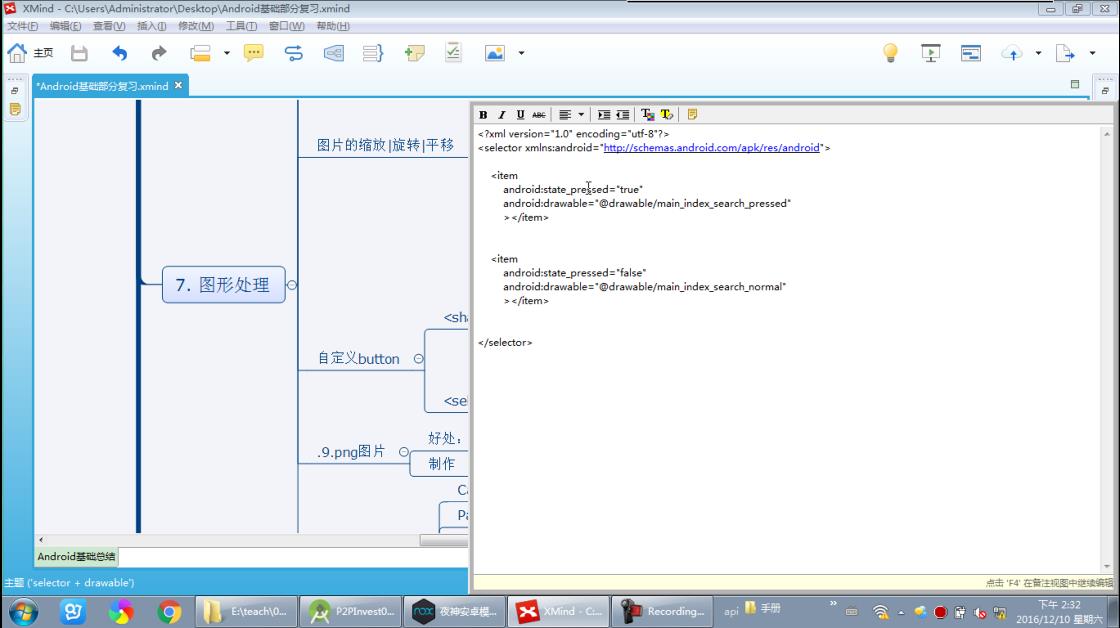 XMind - C:\Users\Administrator\Desktop\Android基础部分复习.xmind
文件(F) 编辑(E) 查看(V) 插入(I) 修改(M) 工具(T) 窗口(W) 帮助(H)
主页
*Android基础部分复习.xmind
B I U ABC
<?xml version="1.0" encoding="utf-8"?>
<selector xmlns:android="http://schemas.android.com/apk/res/android">
<item
android:state_pressed="true"
android:drawable="@drawable/main_index_search_pressed"
></item>
<item
android:state_pressed="false"
android:drawable="@drawable/main_index_search_normal"
></item>
</selector>
图片的缩放|旋转|平移
7. 图形处理
<sha
自定义button
<se
好处：
.9.png图片
制作
Ca
Pa
Android基础总结
主题 ('selector + drawable')
点击 'F4' 在备注视图中继续编辑
E:\teach\0...
P2PInvest0...
nox
夜神安卓模...
XMind - C:...
Recording...
api
手册
下午 2:32
2016/12/10 星期六